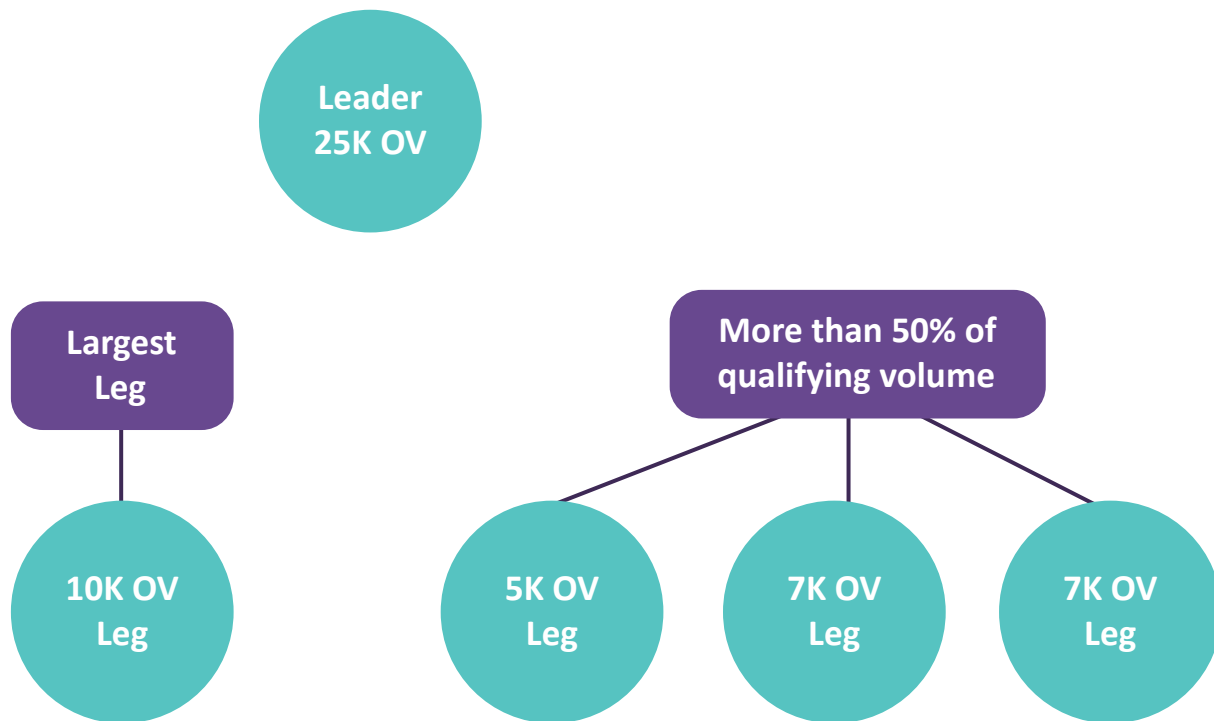 Leader
25K OV
Largest
Leg
More than 50% of
qualifying volume
10K OV
Leg
5K OV
Leg
7K OV
Leg
7K OV
Leg